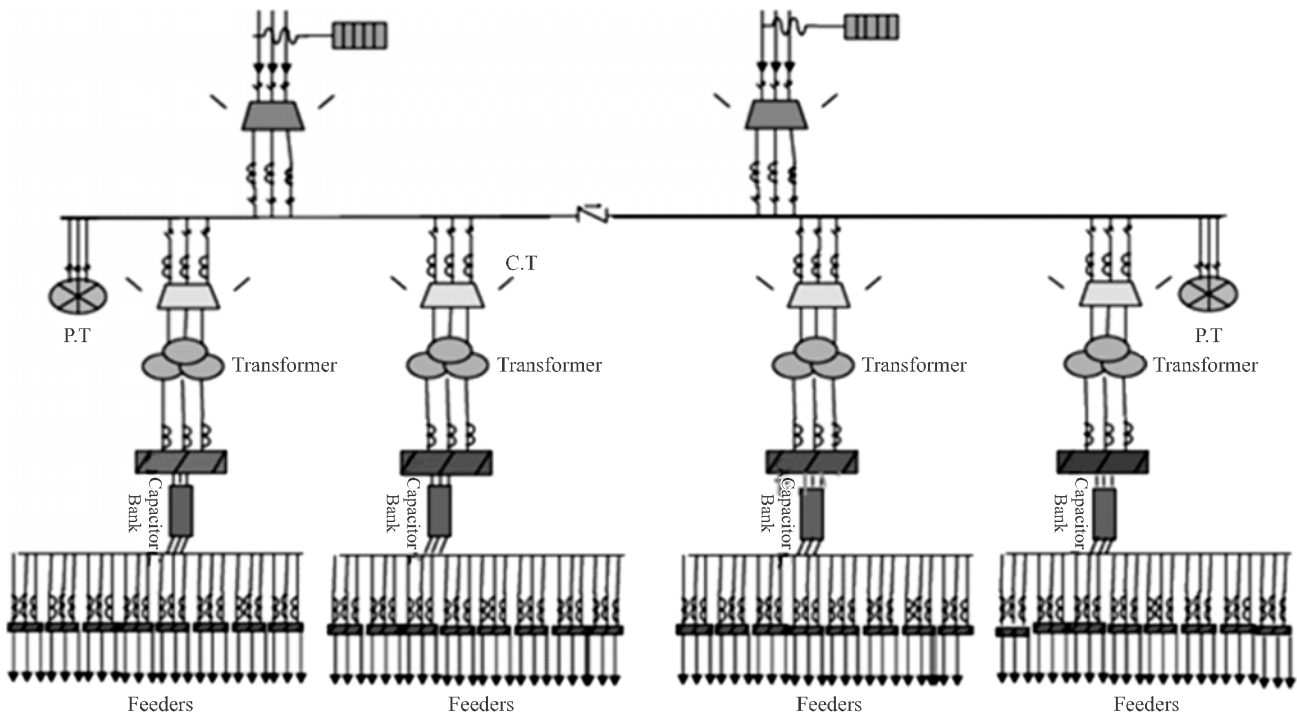 C.T
P.T
P.T
Transformer
Transformer
Transformer
Transformer
Capacitor
Bank
Capacitor
Bank
Capacitor
Bank
Capacitor
Bank
Feeders
Feeders
Feeders
Feeders